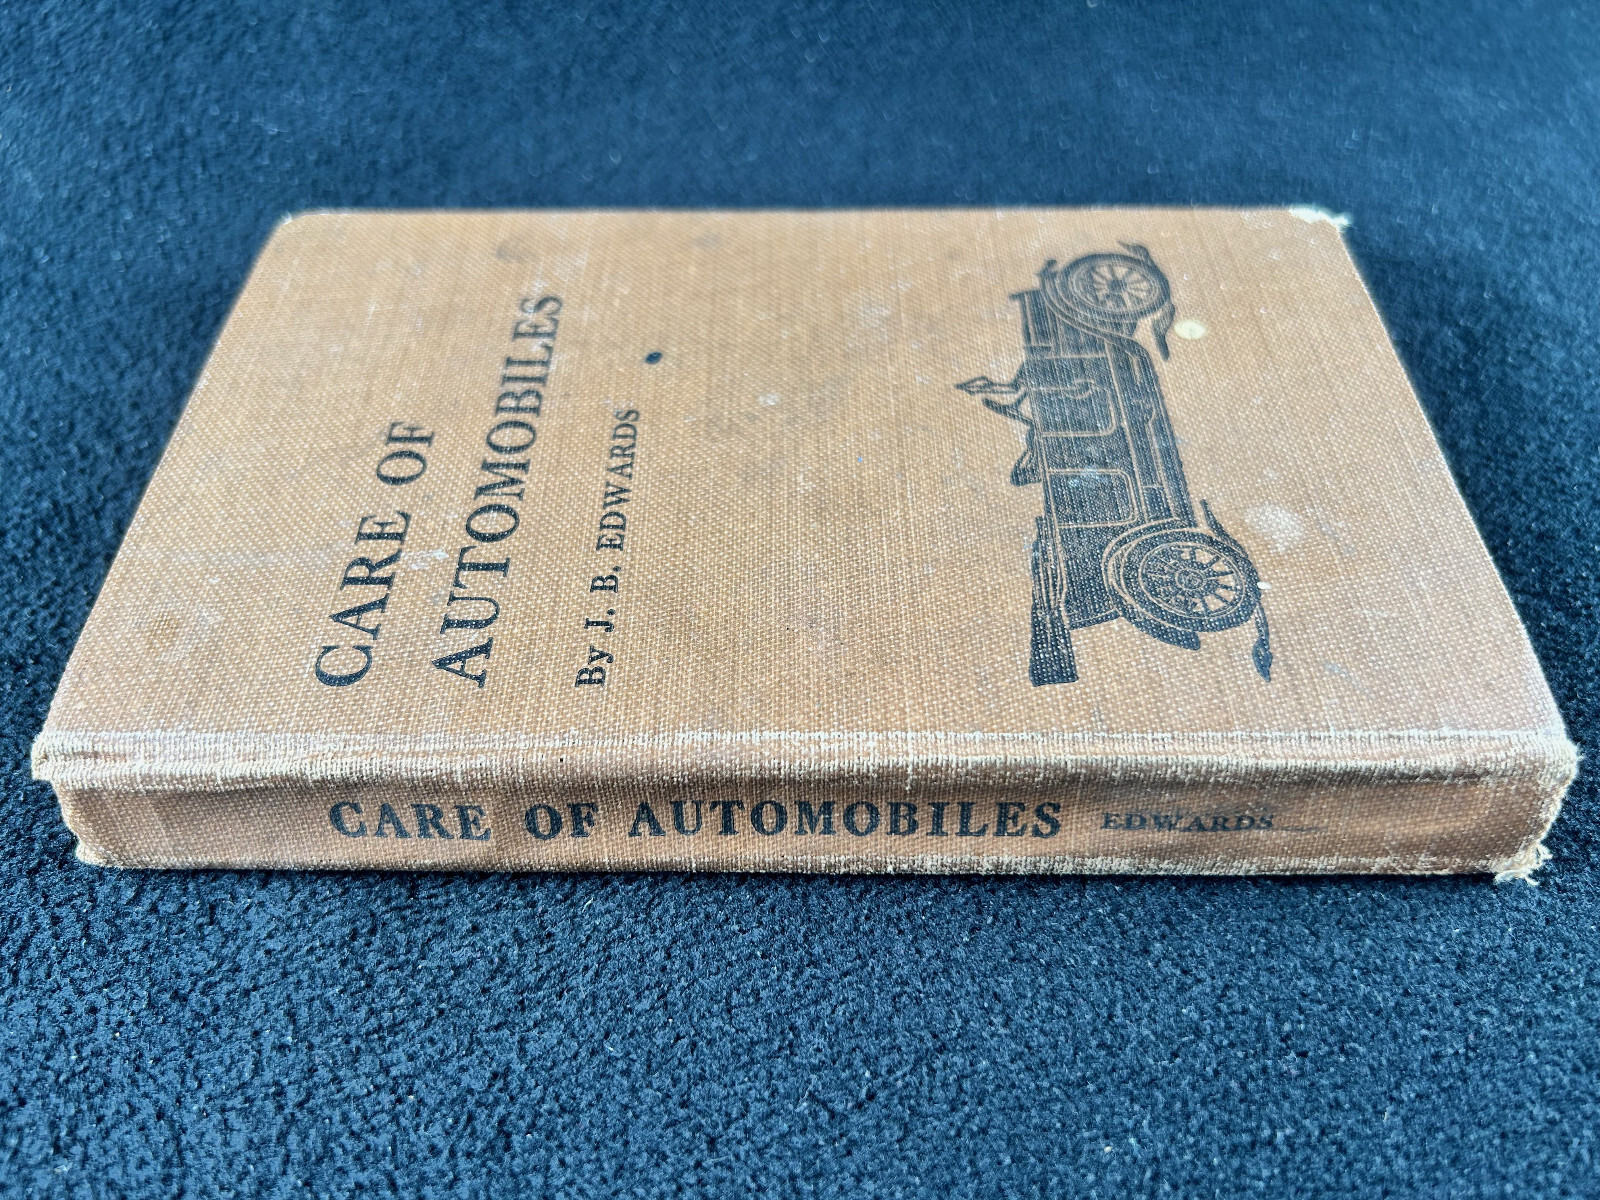 CARE OF
AUTOMOBILES
By J. B. EDWARDS
CARE OF AUTOMOBILES EDWARDS